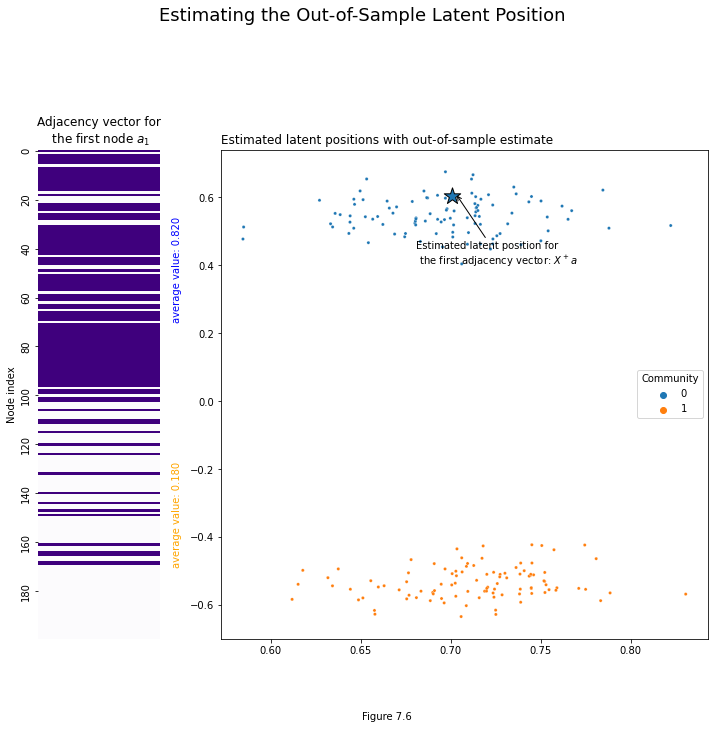 Estimating the Out-of-Sample Latent Position
Adjacency vector for
the first node a₁
Node index
0
20
40
60
80
100
120
140
160
180
average value: 0.820
average value: 0.180
Estimated latent positions with out-of-sample estimate
0.6
0.4
0.2
0.0
−0.2
−0.4
−0.6
0.60
0.65
0.70
0.75
0.80
Estimated latent position for
the first adjacency vector: X⁺a
Community
0
1
Figure 7.6